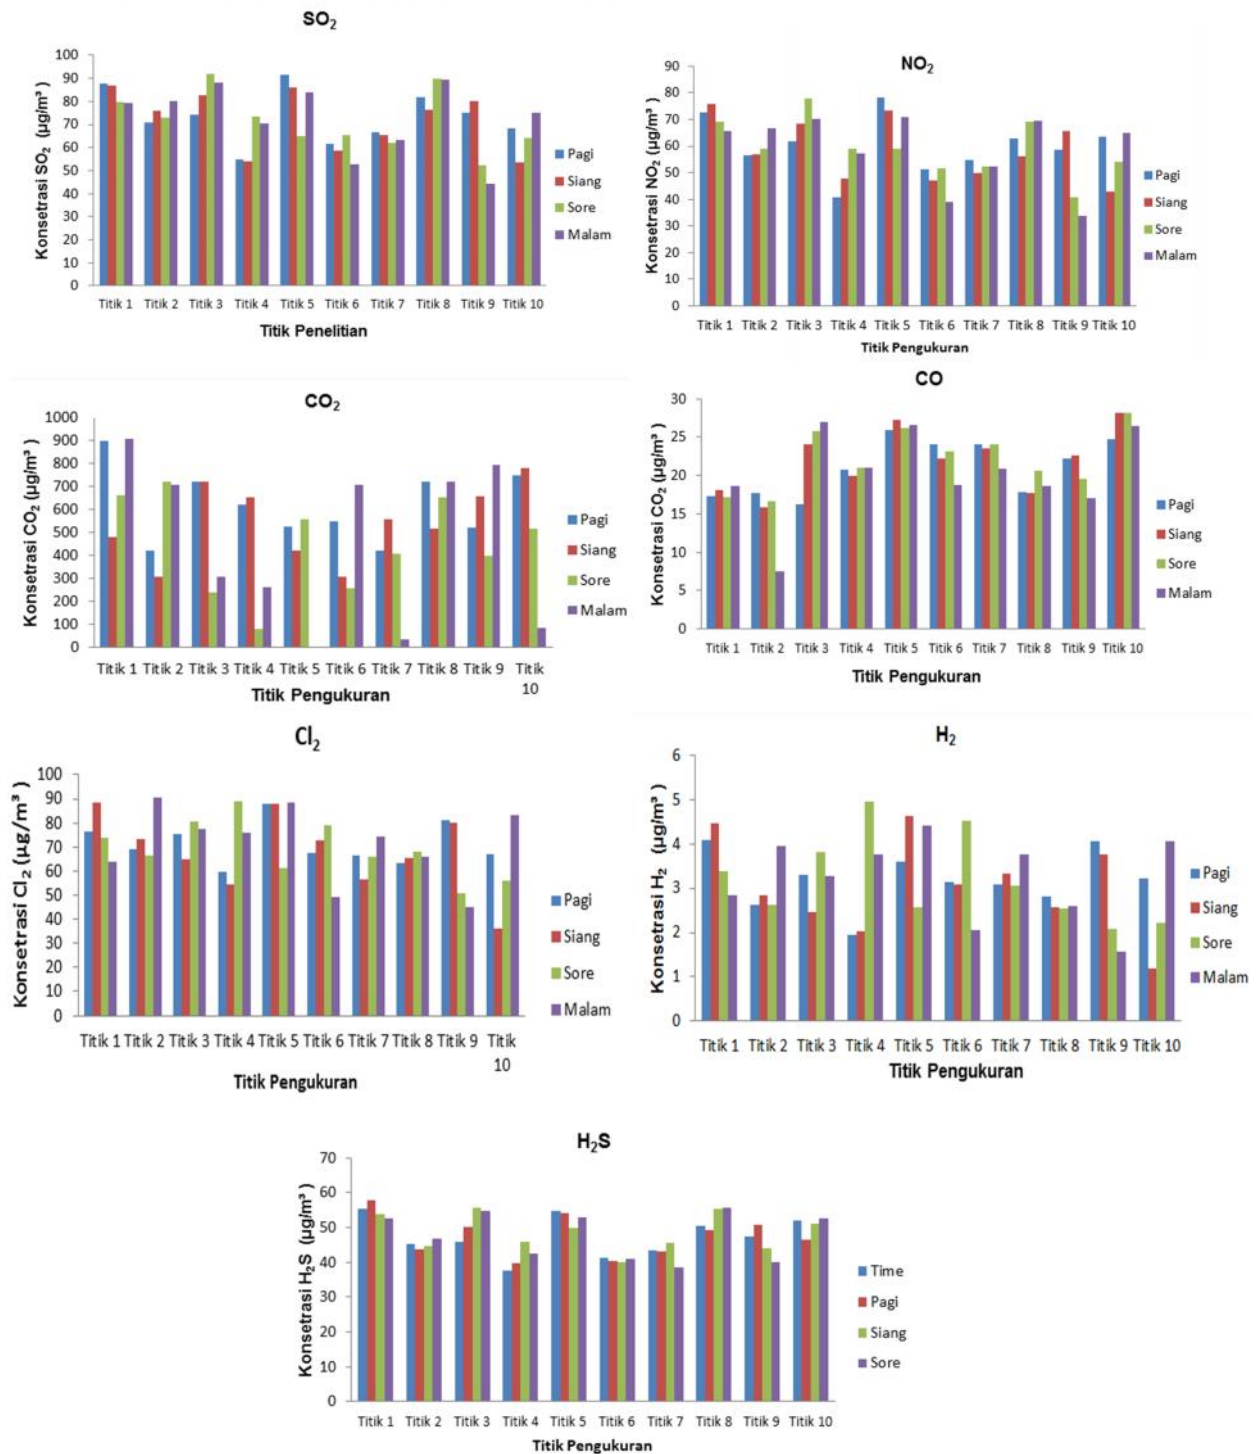 SO₂
Konsetrasi SO₂ (µg/m³ )
100
90
80
70
60
50
40
30
20
10
0
Titik 1 Titik 2 Titik 3 Titik 4 Titik 5 Titik 6 Titik 7 Titik 8 Titik 9 Titik 10
Titik Penelitian
Pagi
Siang
Sore
Malam
NO₂
Konsetrasi NO₂ (µg/m³ )
90
80
70
60
50
40
30
20
10
0
Titik 1 Titik 2 Titik 3 Titik 4 Titik 5 Titik 6 Titik 7 Titik 8 Titik 9 Titik 10
Titik Pengukuran
Pagi
Siang
Sore
Malam
CO₂
Konsetrasi CO₂ (µg/m³ )
1000
900
800
700
600
500
400
300
200
100
0
Titik 1 Titik 2 Titik 3 Titik 4 Titik 5 Titik 6 Titik 7 Titik 8 Titik 9 Titik
10
Titik Pengukuran
Pagi
Siang
Sore
Malam
CO
Konsetrasi CO₂ (µg/m³ )
30
25
20
15
10
5
0
Titik 1 Titik 2 Titik 3 Titik 4 Titik 5 Titik 6 Titik 7 Titik 8 Titik 9 Titik 10
Titik Pengukuran
Pagi
Siang
Sore
Malam
Cl₂
Konsetrasi Cl₂ (µg/m³ )
100
90
80
70
60
50
40
30
20
10
0
Titik 1 Titik 2 Titik 3 Titik 4 Titik 5 Titik 6 Titik 7 Titik 8 Titik 9 Titik
10
Titik Pengukuran
Pagi
Siang
Sore
Malam
H₂
Konsetrasi H₂ (µg/m³ )
6
5
4
3
2
1
0
Titik 1 Titik 2 Titik 3 Titik 4 Titik 5 Titik 6 Titik 7 Titik 8 Titik 9 Titik 10
Titik Pengukuran
Pagi
Siang
Sore
Malam
H₂S
Konsetrasi H₂S (µg/m³ )
70
60
50
40
30
20
10
0
Titik 1 Titik 2 Titik 3 Titik 4 Titik 5 Titik 6 Titik 7 Titik 8 Titik 9 Titik 10
Titik Pengukuran
Time
Pagi
Siang
Sore